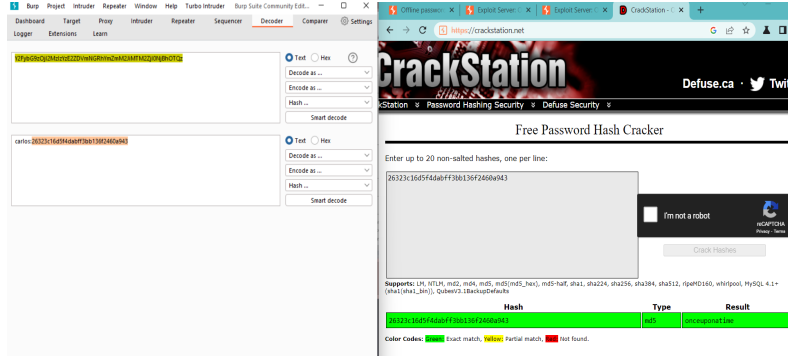 Burp Project Intruder Repeater Window Help Turbo Intruder Burp Suite Community Edit...
Dashboard Target Proxy Intruder Repeater Sequencer Decoder Comparer Settings
Logger Extensions Learn
Text Hex
Decode as ...
Encode as ...
Hash ...
Smart decode
carlos:26323c16d5f4dabff3bb136f2460a943
Text Hex
Decode as ...
Encode as ...
Hash ...
Smart decode
Offline passwor Exploit Server: Exploit Server: CrackStation - C
https://crackstation.net
CrackStation
Defuse.ca · Twit
kStation Password Hashing Security Defuse Security
Free Password Hash Cracker
Enter up to 20 non-salted hashes, one per line:
26323c16d5f4dabff3bb136f2460a943
I'm not a robot
reCAPTCHA
Privacy - Terms
Crack Hashes
Supports: LM, NTLM, md2, md4, md5, md5(md5_hex), md5-half, sha1, sha224, sha256, sha384, sha512, ripeMD160, whirlpool, MySQL 4.1+
(sha1(sha1_bin)), QubesV3.1BackupDefaults
Hash Type Result
26323c16d5f4dabff3bb136f2460a943 md5 onceuponatime
Color Codes: Green: Exact match, Yellow: Partial match, Red: Not found.